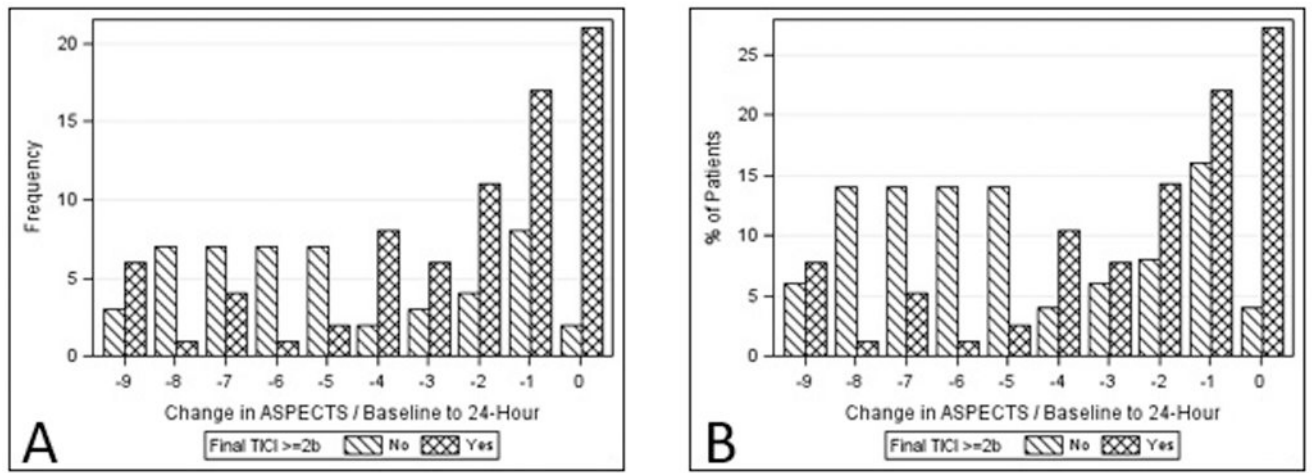 20
15
10
5
0
Frequency
-9 -8 -7 -6 -5 -4 -3 -2 -1 0
Change in ASPECTS / Baseline to 24-Hour
Final TICI >=2b No Yes
A
25
20
15
10
5
0
% of Patients
-9 -8 -7 -6 -5 -4 -3 -2 -1 0
Change in ASPECTS / Baseline to 24-Hour
Final TICI >=2b No Yes
B